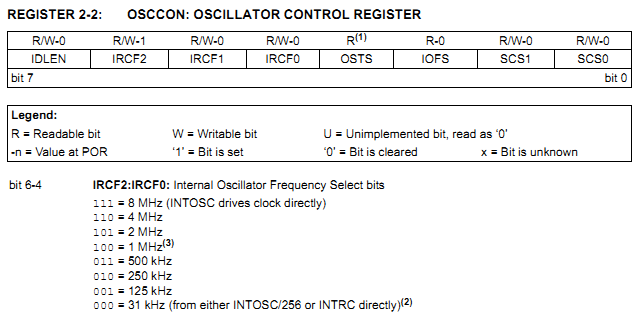 REGISTER 2-2: OSCCON: OSCILLATOR CONTROL REGISTER
R/W-0 R/W-1 R/W-0 R/W-0 R(1) R-0 R/W-0 R/W-0
IDLEN IRCF2 IRCF1 IRCF0 OSTS IOFS SCS1 SCS0
bit 7 bit 0
Legend:
R = Readable bit W = Writable bit U = Unimplemented bit, read as ‘0’
-n = Value at POR ‘1’ = Bit is set ‘0’ = Bit is cleared x = Bit is unknown
bit 6-4 IRCF2:IRCF0: Internal Oscillator Frequency Select bits
111 = 8 MHz (INTOSC drives clock directly)
110 = 4 MHz
101 = 2 MHz
100 = 1 MHz(3)
011 = 500 kHz
010 = 250 kHz
001 = 125 kHz
000 = 31 kHz (from either INTOSC/256 or INTRC directly)(2)